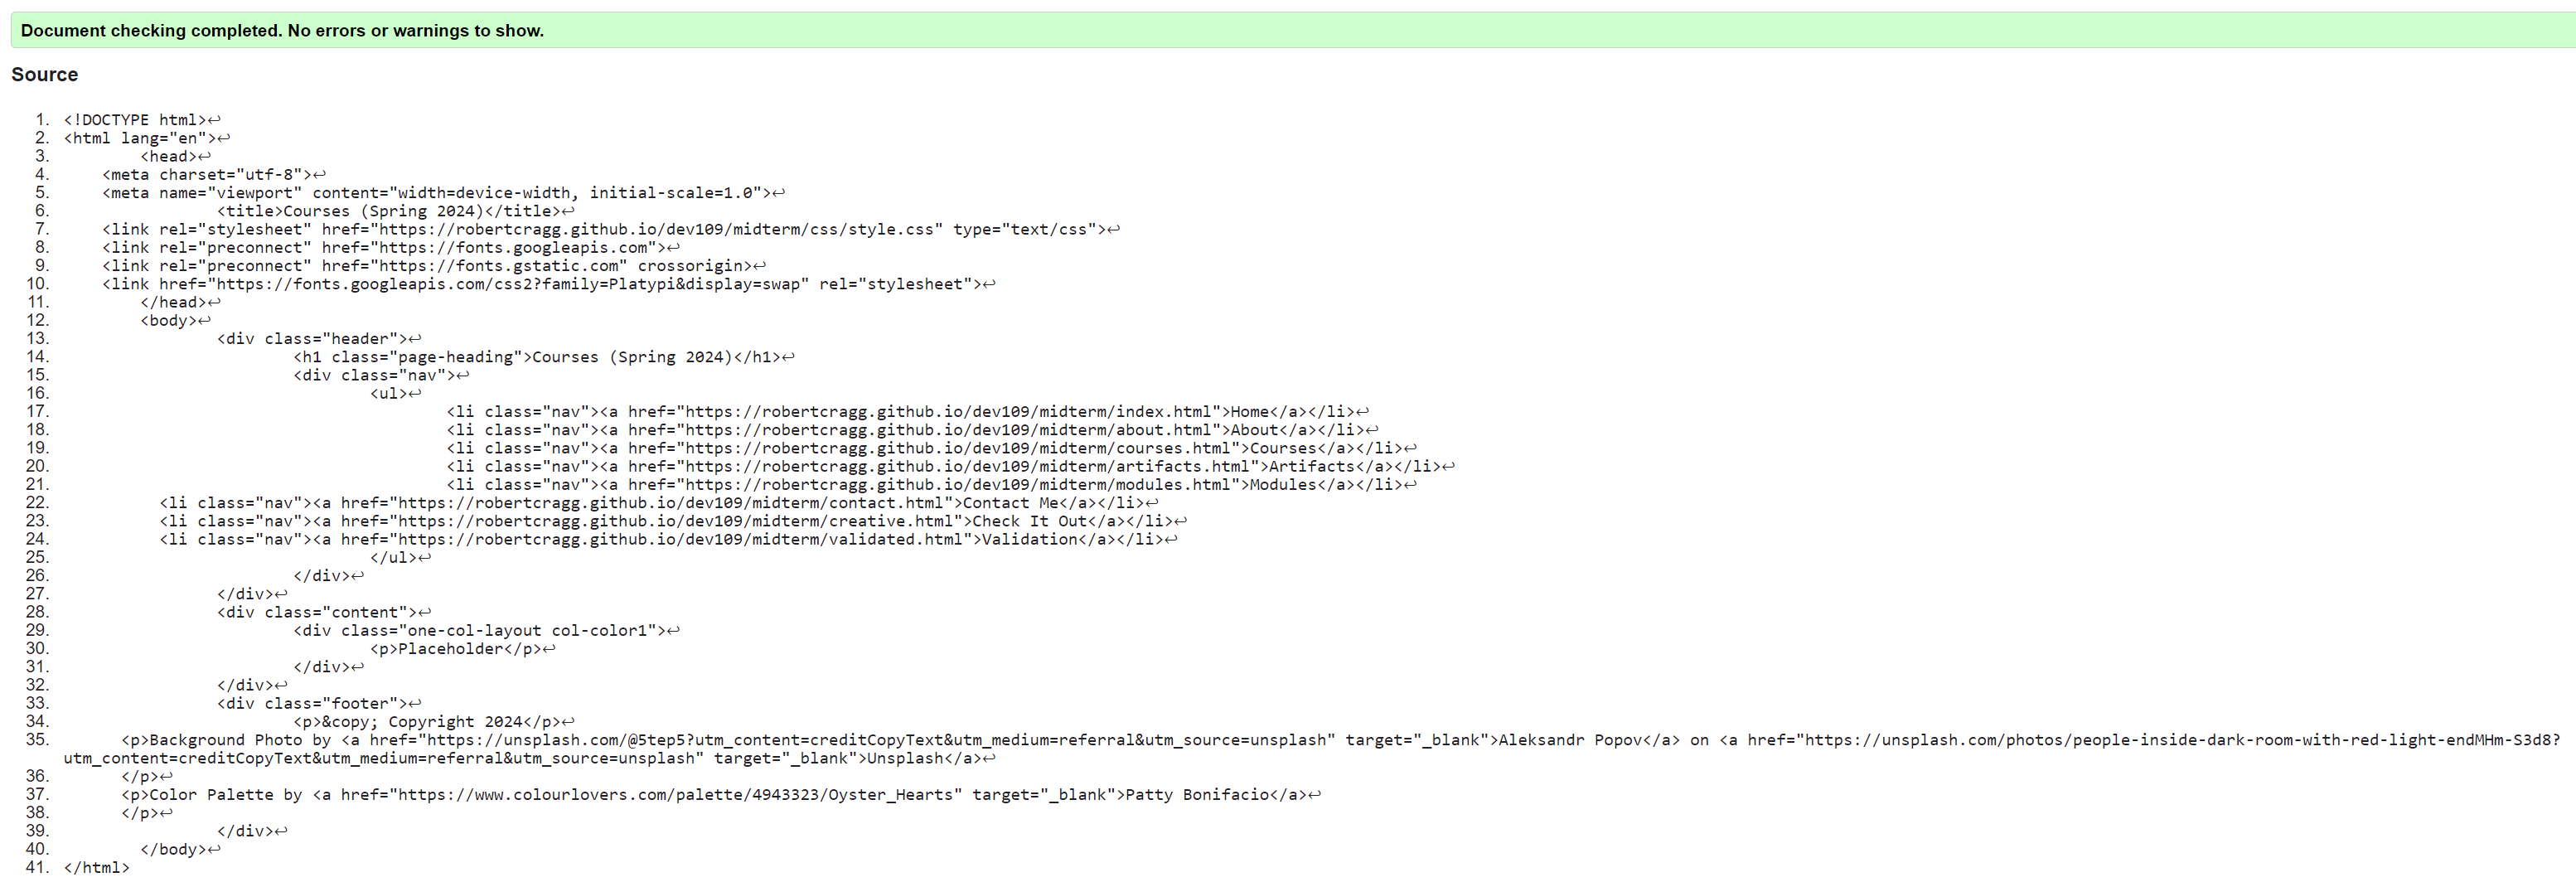 Document checking completed. No errors or warnings to show.
Source
1. <!DOCTYPE html>↩
2. <html lang="en">↩
3.         <head>↩
4.     <meta charset="utf-8">↩
5.     <meta name="viewport" content="width=device-width, initial-scale=1.0">↩
6.                 <title>Courses (Spring 2024)</title>↩
7.     <link rel="stylesheet" href="https://robertcragg.github.io/dev109/midterm/css/style.css" type="text/css">↩
8.     <link rel="preconnect" href="https://fonts.googleapis.com">↩
9.     <link rel="preconnect" href="https://fonts.gstatic.com" crossorigin>↩
10.     <link href="https://fonts.googleapis.com/css2?family=Platypi&display=swap" rel="stylesheet">↩
11.         </head>↩
12.         <body>↩
13.                 <div class="header">↩
14.                         <h1 class="page-heading">Courses (Spring 2024)</h1>↩
15.                         <div class="nav">↩
16.                                 <ul>↩
17.                                         <li class="nav"><a href="https://robertcragg.github.io/dev109/midterm/index.html">Home</a></li>↩
18.                                         <li class="nav"><a href="https://robertcragg.github.io/dev109/midterm/about.html">About</a></li>↩
19.                                         <li class="nav"><a href="https://robertcragg.github.io/dev109/midterm/courses.html">Courses</a></li>↩
20.                                         <li class="nav"><a href="https://robertcragg.github.io/dev109/midterm/artifacts.html">Artifacts</a></li>↩
21.                                         <li class="nav"><a href="https://robertcragg.github.io/dev109/midterm/modules.html">Modules</a></li>↩
22.           <li class="nav"><a href="https://robertcragg.github.io/dev109/midterm/contact.html">Contact Me</a></li>↩
23.           <li class="nav"><a href="https://robertcragg.github.io/dev109/midterm/creative.html">Check It Out</a></li>↩
24.           <li class="nav"><a href="https://robertcragg.github.io/dev109/midterm/validated.html">Validation</a></li>↩
25.                                 </ul>↩
26.                         </div>↩
27.                 </div>↩
28.                 <div class="content">↩
29.                         <div class="one-col-layout col-color1">↩
30.                                 <p>Placeholder</p>↩
31.                         </div>↩
32.                 </div>↩
33.                 <div class="footer">↩
34.                         <p>&copy; Copyright 2024</p>↩
35.       <p>Background Photo by <a href="https://unsplash.com/@5tep5?utm_content=creditCopyText&utm_medium=referral&utm_source=unsplash" target="_blank">Aleksandr Popov</a> on <a href="https://unsplash.com/photos/people-inside-dark-room-with-red-light-endMHm-S3d8?
utm_content=creditCopyText&utm_medium=referral&utm_source=unsplash" target="_blank">Unsplash</a>↩
36.       </p>↩
37.       <p>Color Palette by <a href="https://www.colourlovers.com/palette/4943323/Oyster_Hearts" target="_blank">Patty Bonifacio</a>↩
38.       </p>↩
39.                 </div>↩
40.         </body>↩
41. </html>